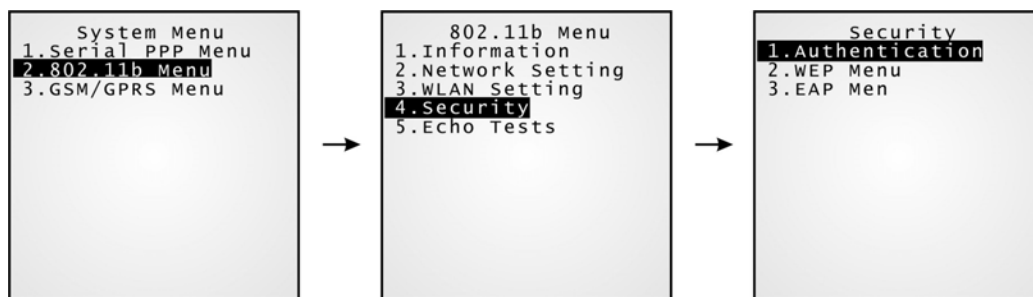 System Menu
1.Serial PPP Menu
2.802.11b Menu
3.GSM/GPRS Menu
802.11b Menu
1.Information
2.Network Setting
3.WLAN Setting
4.Security
5.Echo Tests
Security
1.Authentication
2.WEP Menu
3.EAP Men